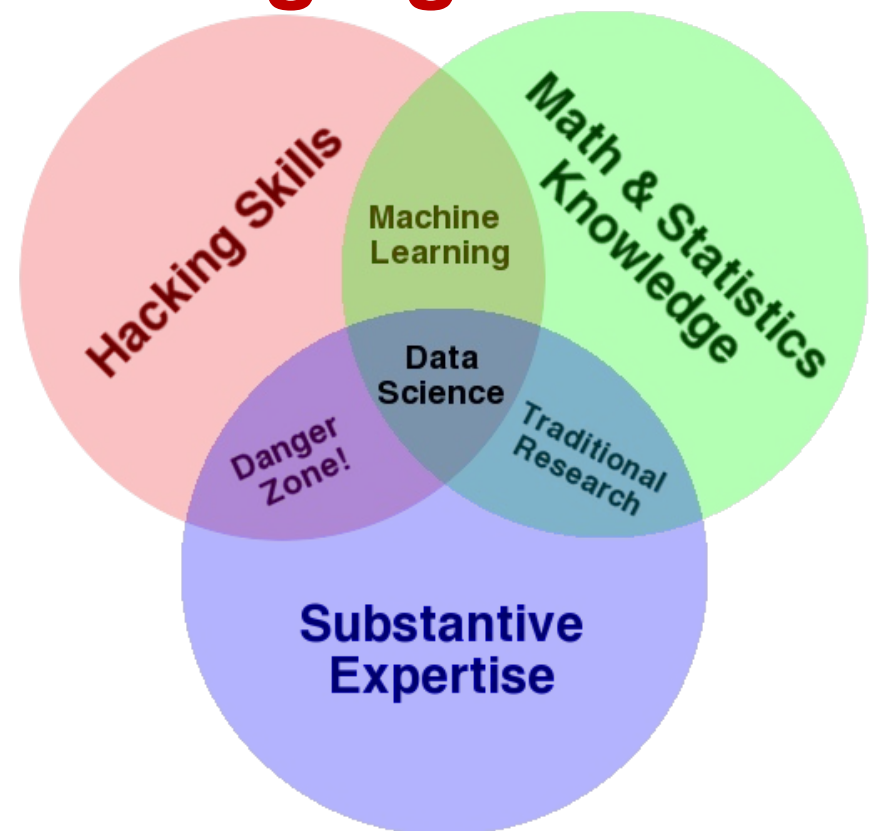 Hacking Skills
Math & Statistics
Knowledge
Machine
Learning
Data
Science
Danger
Zone!
Traditional
Research
Substantive
Expertise